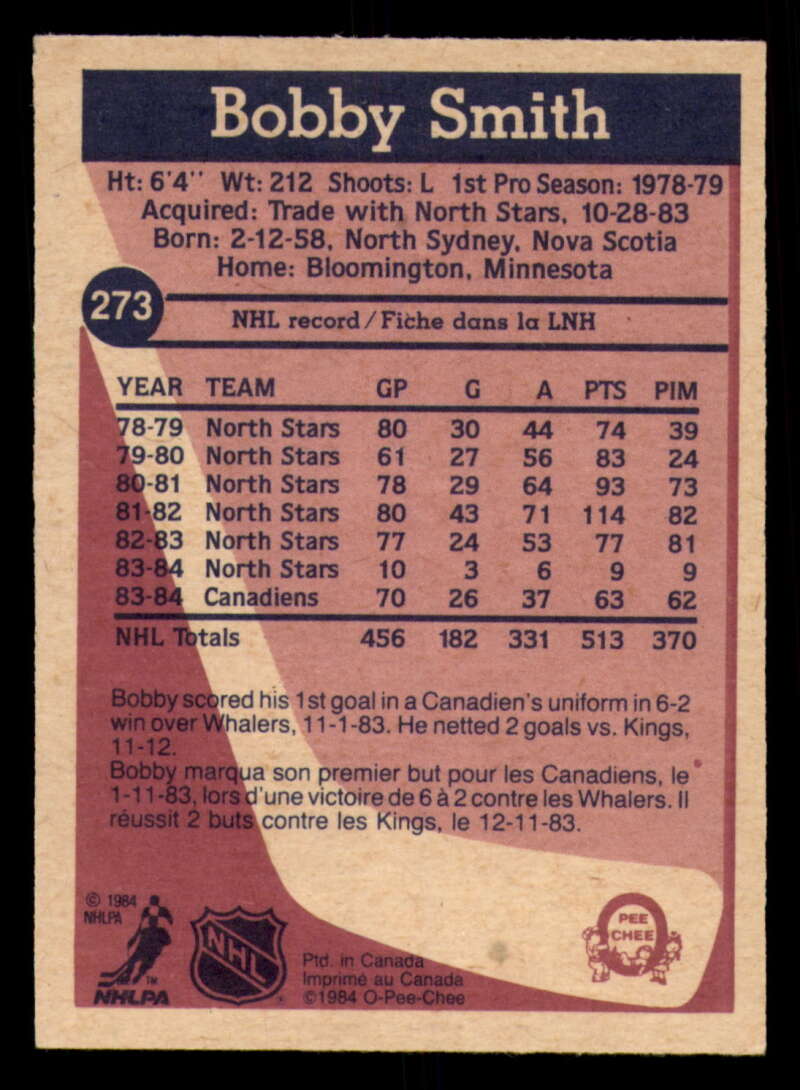 Bobby Smith
Ht: 6'4" Wt: 212 Shoots: L 1st Pro Season: 1978-79
Acquired: Trade with North Stars, 10-28-83
Born: 2-12-58, North Sydney, Nova Scotia
Home: Bloomington, Minnesota
273
NHL record/Fiche dans la LNH
YEAR TEAM GP G A PTS PIM
78-79 North Stars 80 30 44 74 39
79-80 North Stars 61 27 56 83 24
80-81 North Stars 78 29 64 93 73
81-82 North Stars 80 43 71 114 82
82-83 North Stars 77 24 53 77 81
83-84 North Stars 10 3 6 9 9
83-84 Canadiens 70 26 37 63 62
NHL Totals 456 182 331 513 370
Bobby scored his 1st goal in a Canadien's uniform in 6-2
win over Whalers, 11-1-83. He netted 2 goals vs. Kings,
11-12.
Bobby marqua son premier but pour les Canadiens, le
1-11-83, lors d'une victoire de 6 à 2 contre les Whalers. Il
réussit 2 buts contre les Kings, le 12-11-83.
© 1984
NHLPA
TM
NHLPA
NHL
Ptd. in Canada
Imprimé au Canada
©1984 O-Pee-Chee
PEE
CHEE